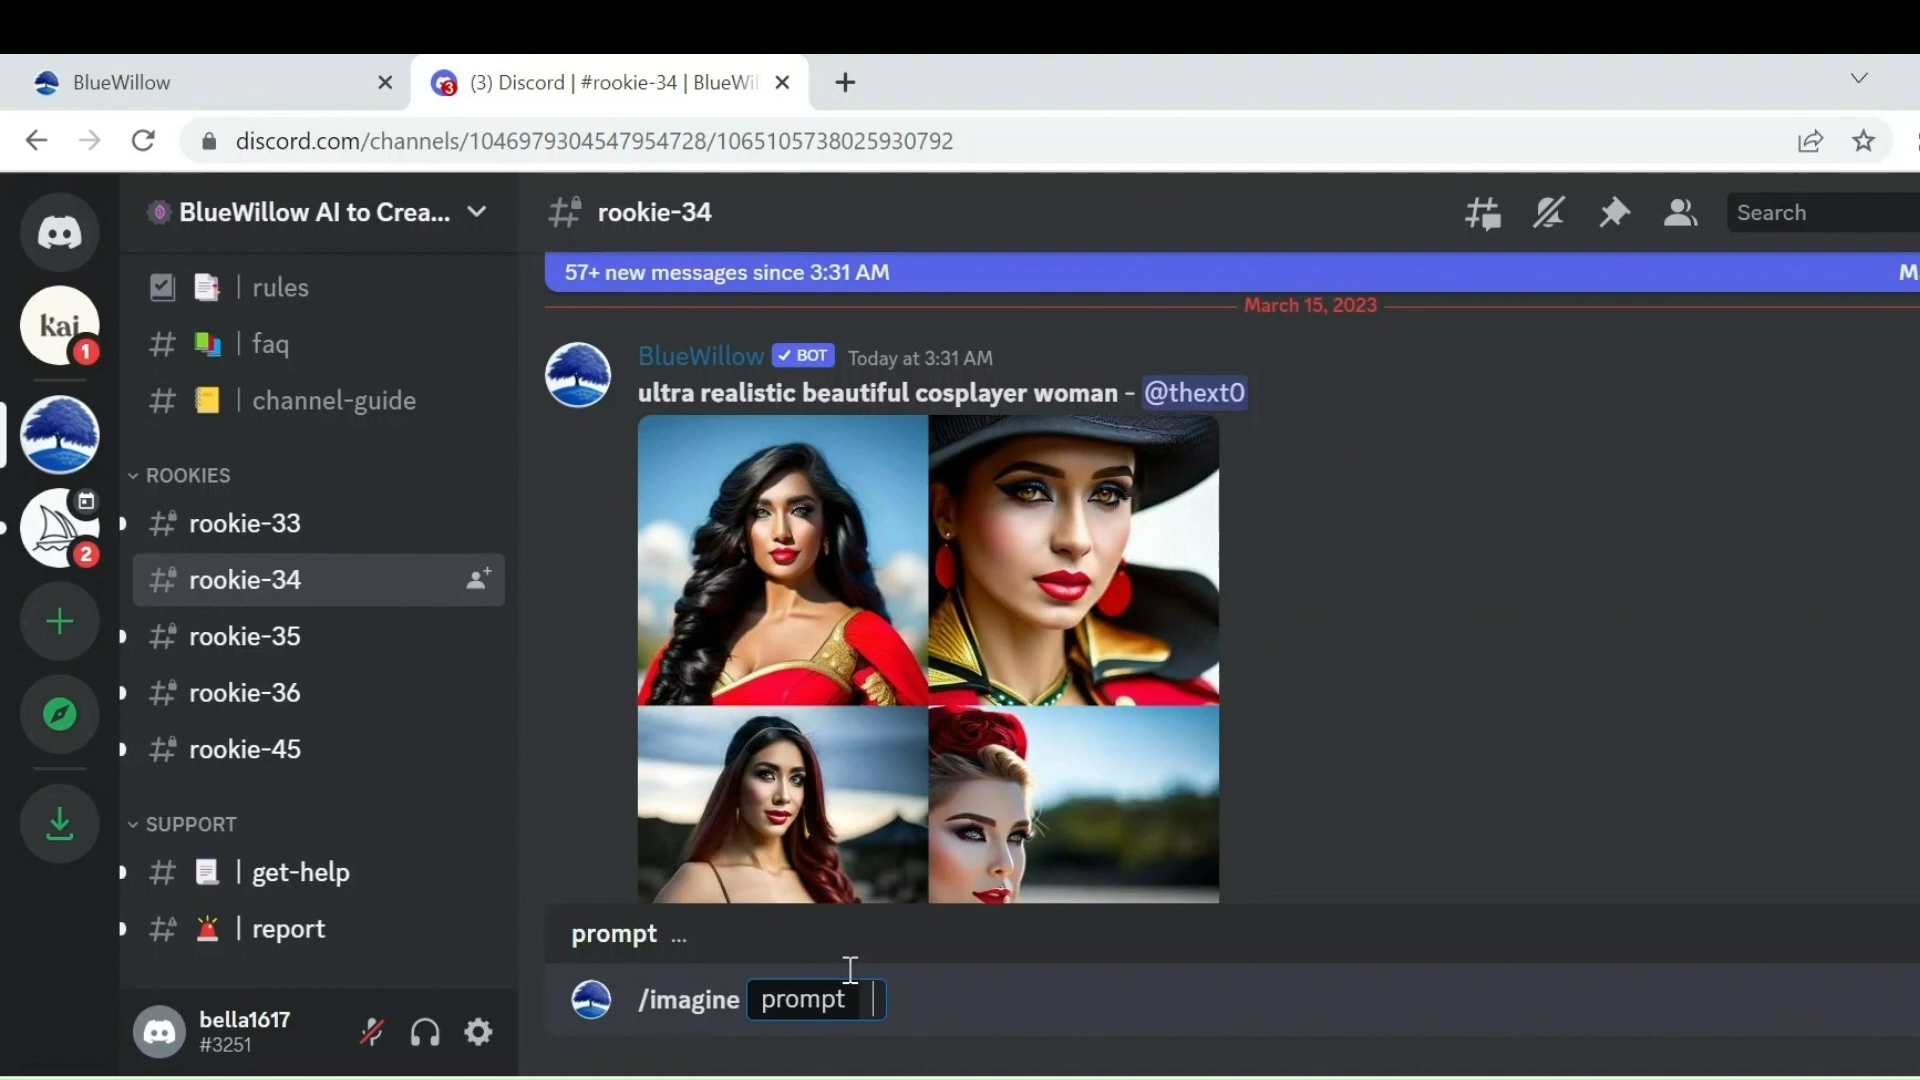 BlueWillow
(3) Discord | #rookie-34 | BlueWil
discord.com/channels/1046979304547954728/1065105738025930792
BlueWillow AI to Crea...
rookie-34
Search
57+ new messages since 3:31 AM
M
March 15, 2023
kai
1
2
3
| rules
| faq
| channel-guide
ROOKIES
rookie-33
rookie-34
rookie-35
rookie-36
rookie-45
SUPPORT
| get-help
| report
bella1617
#3251
BlueWillow BOT Today at 3:31 AM
ultra realistic beautiful cosplayer woman - @thext0
prompt ...
/imagine prompt